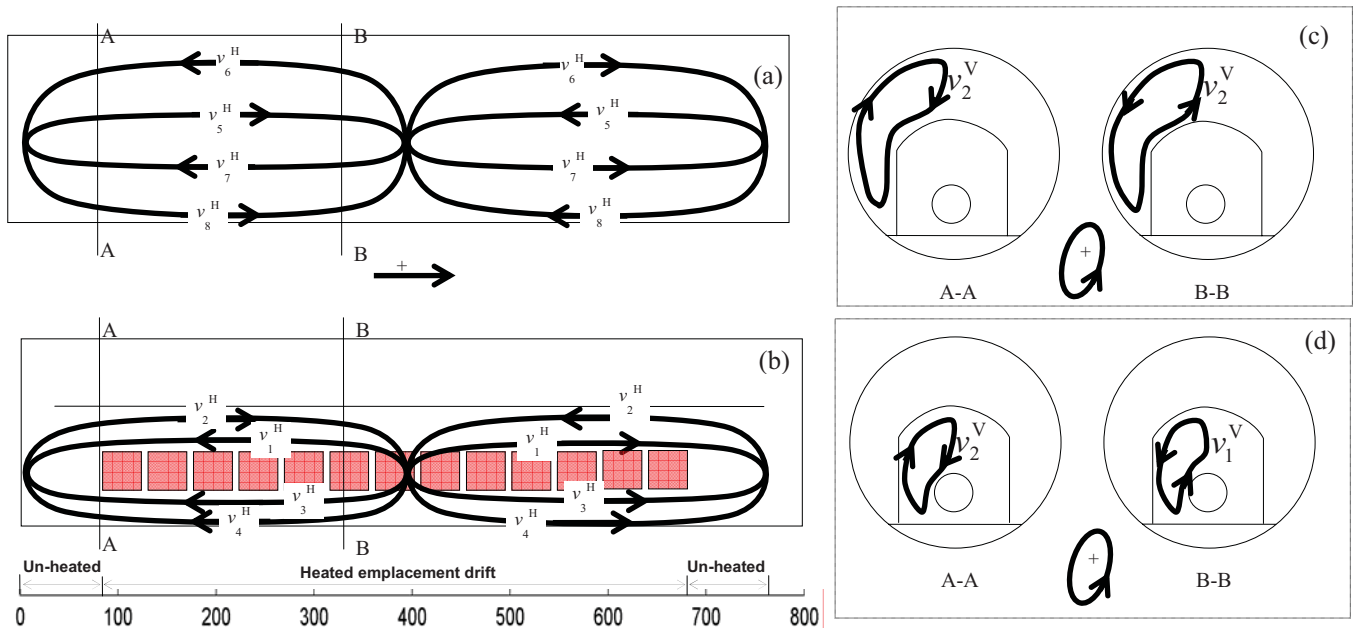 A B
v6H v6H (a) (c)
v5H v5H
v7H v7H
v8H v8H
A B
+
v2V v2V
+
A-A B-B
A B
(b) (d)
v2H v2H
v1H v1H
v3H v3H
v4H v4H
A B
v2V v1V
+
A-A B-B
Un-heated Heated emplacement drift Un-heated
0 100 200 300 400 500 600 700 800